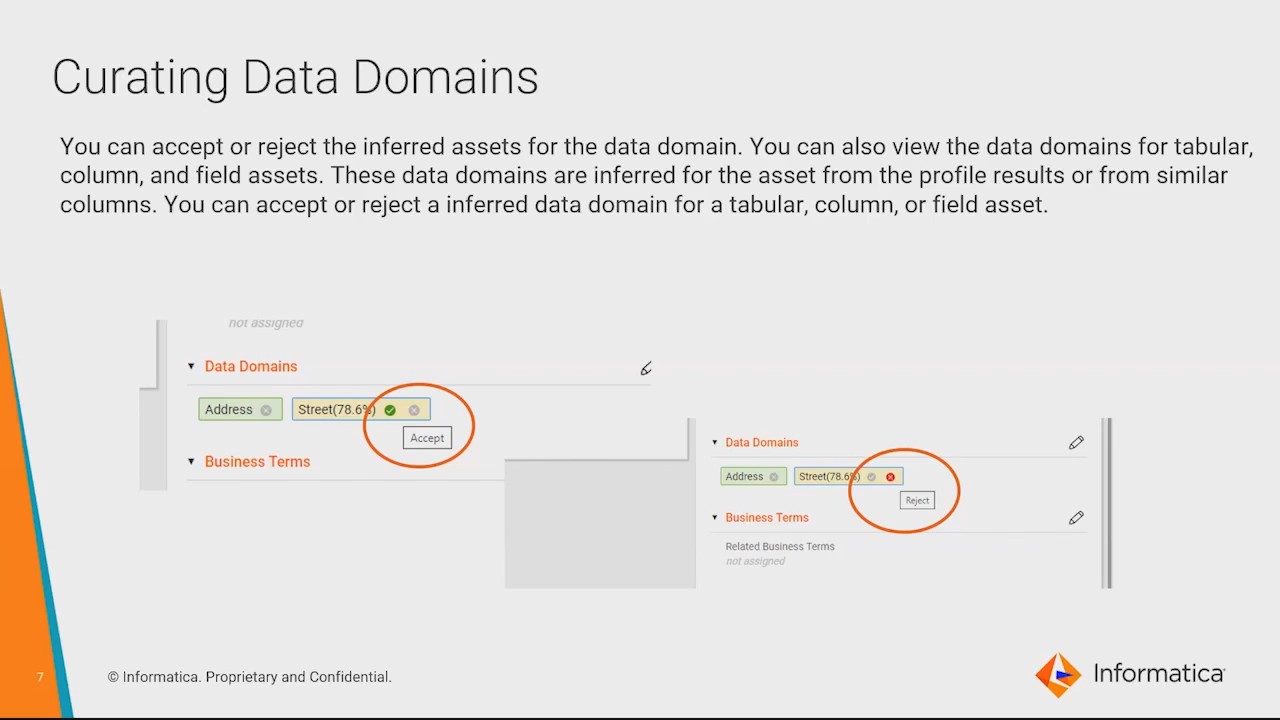 Curating Data Domains
You can accept or reject the inferred assets for the data domain. You can also view the data domains for tabular,
column, and field assets. These data domains are inferred for the asset from the profile results or from similar
columns. You can accept or reject a inferred data domain for a tabular, column, or field asset.
not assigned
Data Domains
Address Street(78.6%)
Accept
Business Terms
Data Domains
Address Street(78.6%)
Reject
Business Terms
Related Business Terms
not assigned
7
© Informatica. Proprietary and Confidential.
Informatica